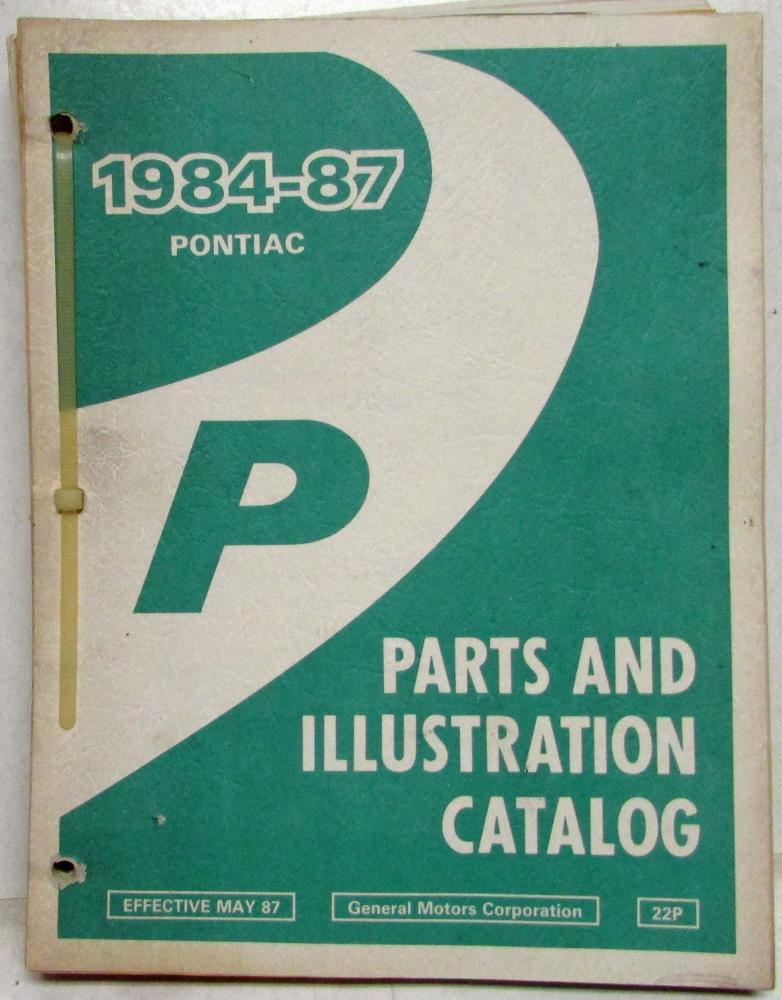 1984-87
PONTIAC
P
PARTS AND
ILLUSTRATION
CATALOG
EFFECTIVE MAY 87
General Motors Corporation
22P